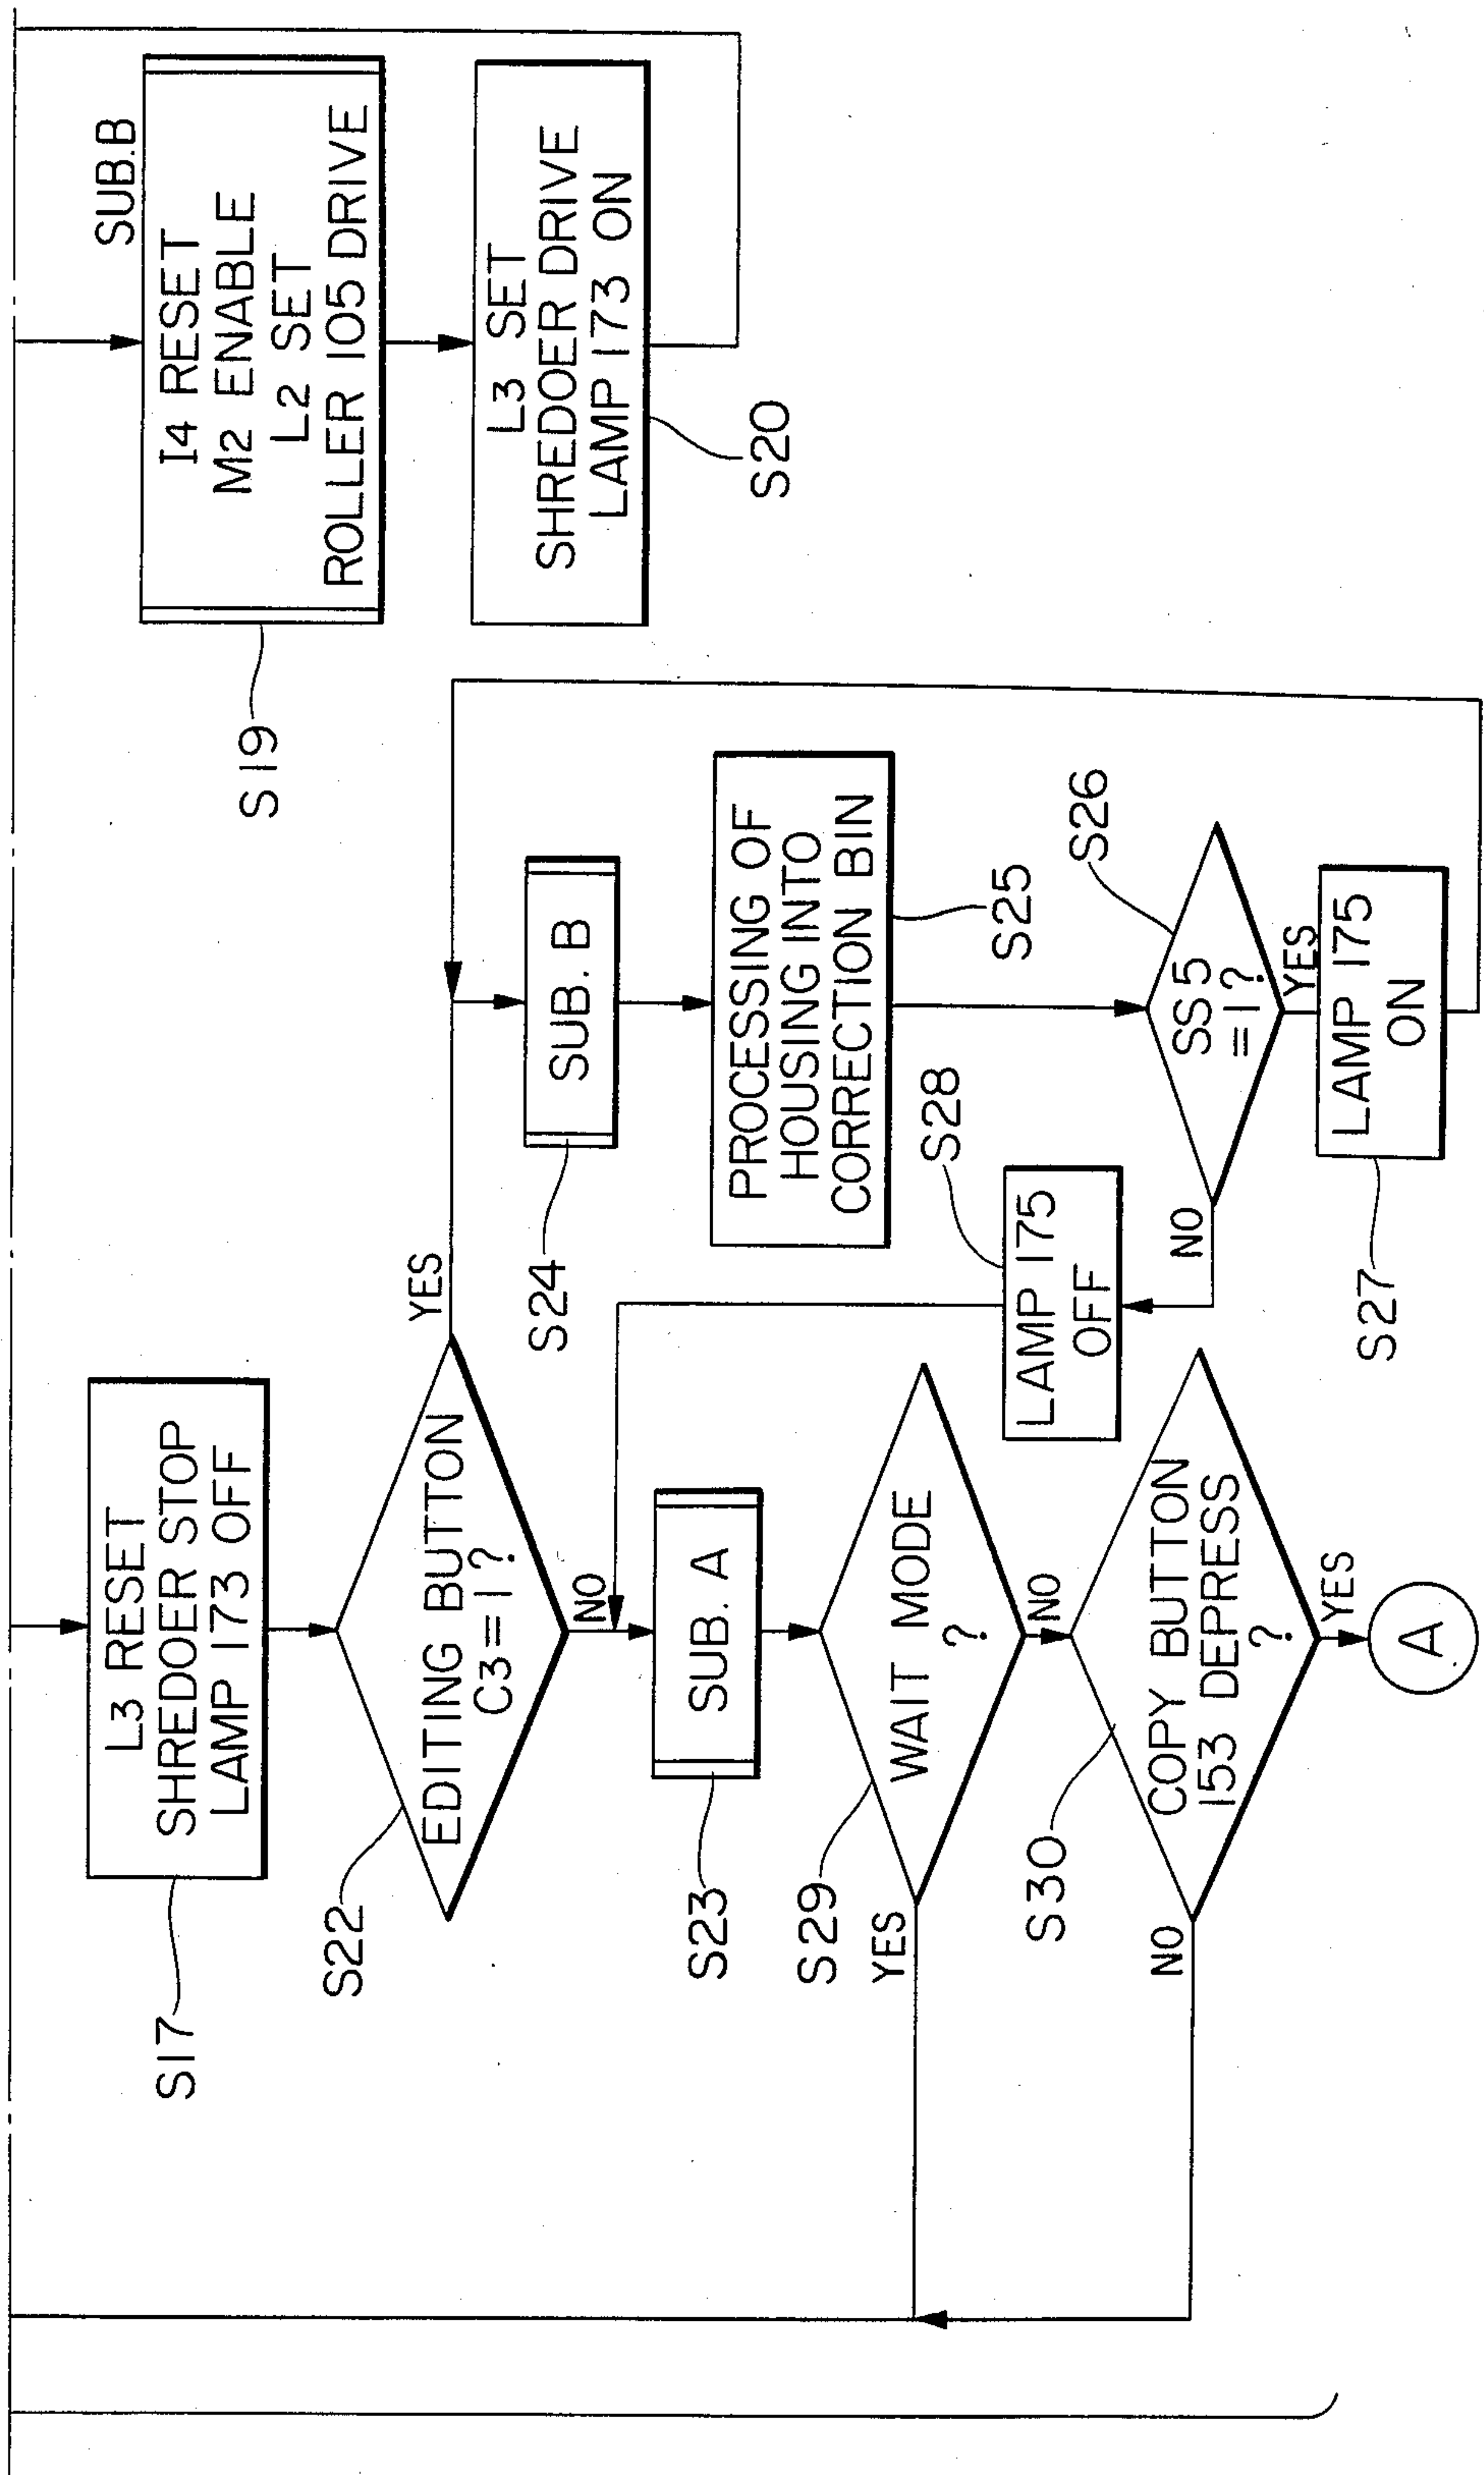 L3 RESET
SHREDOER STOP
LAMP 173 OFF
S17
EDITING BUTTON
C3=1?
S22
YES
NO
SUB. A
S23
WAIT MODE
?
S29
YES
NO
COPY BUTTON
153 DEPRESS
?
S30
NO
YES
A
SUB. B
S24
PROCESSING OF
HOUSING INTO
CORRECTION BIN
S25
SS5
=1?
S26
YES
NO
LAMP 175
OFF
S28
LAMP 175
ON
S27
SUB.B
I4 RESET
M2 ENABLE
L2 SET
ROLLER 105 DRIVE
S19
L3 SET
SHREDOER DRIVE
LAMP 173 ON
S20